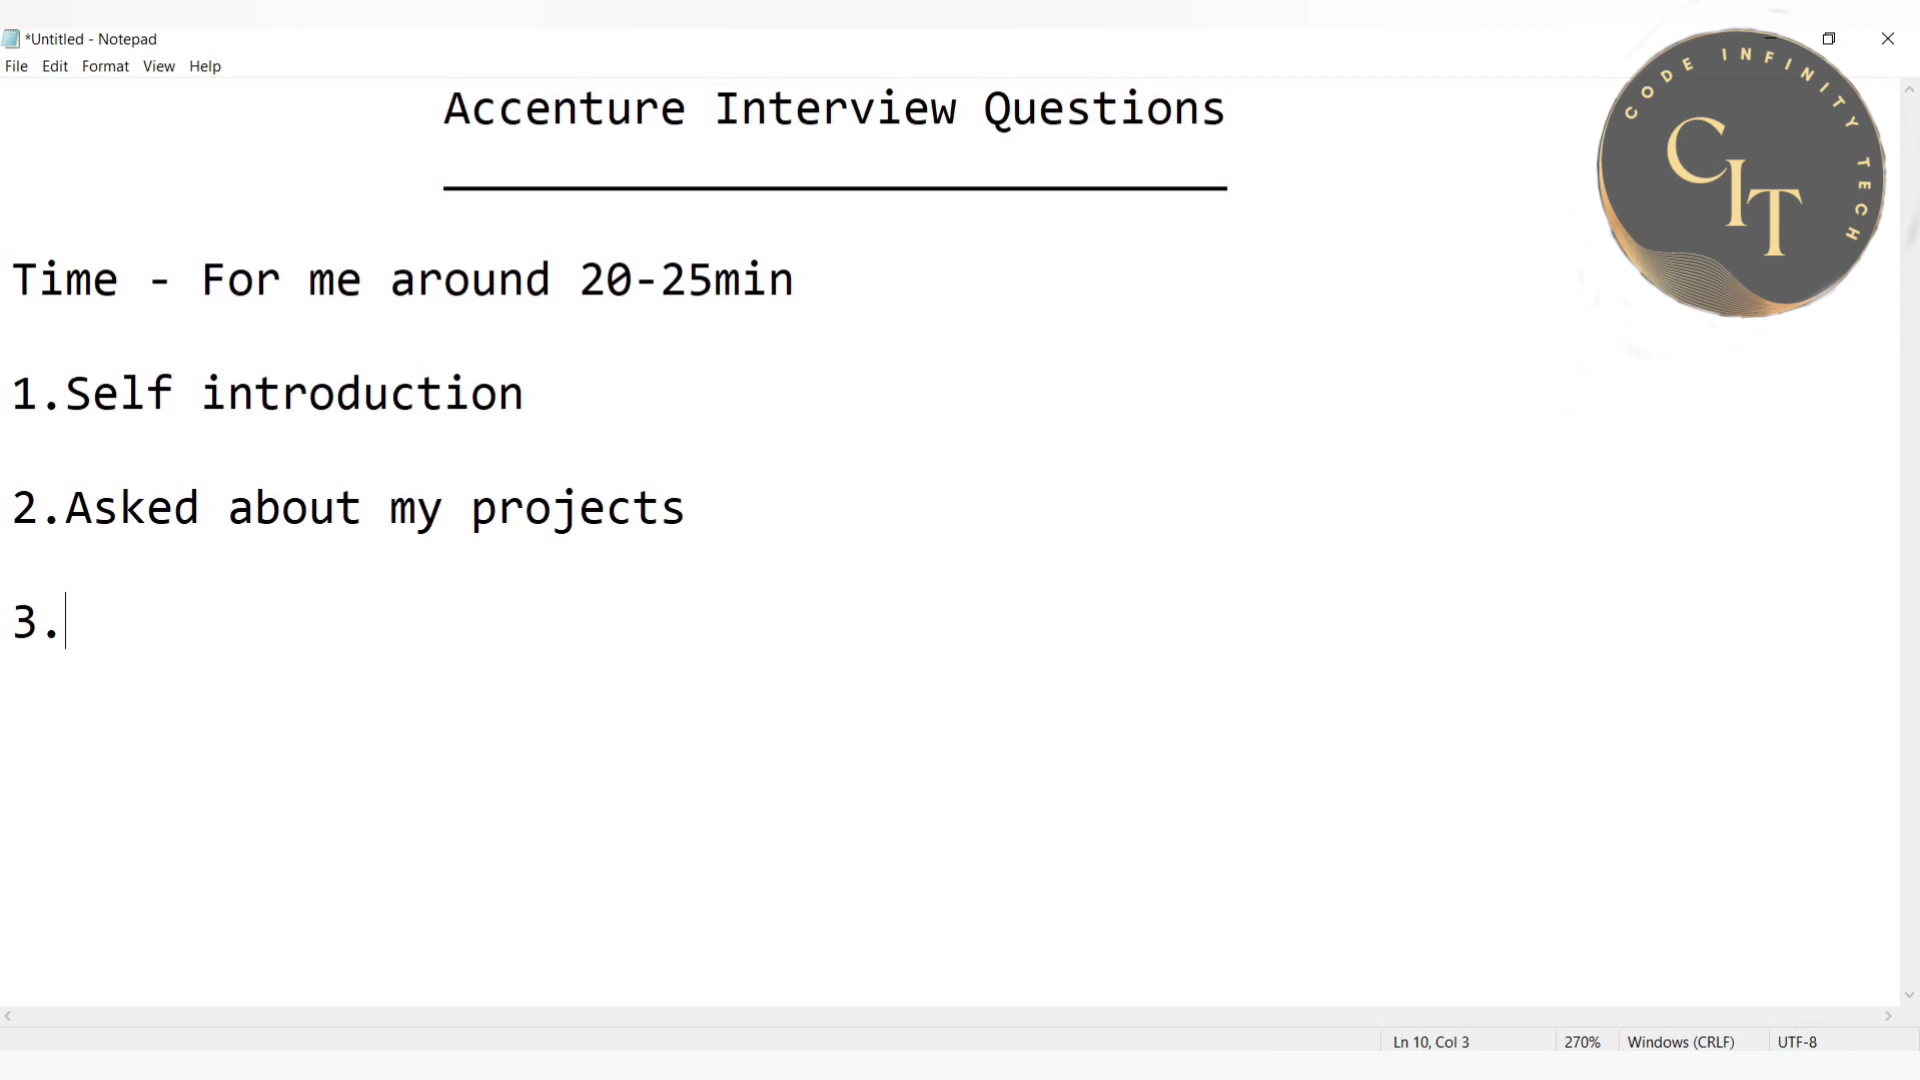 *Untitled - Notepad
File Edit Format View Help
CODE INFINITY TECH
CIT
Accenture Interview Questions
Time - For me around 20-25min
1.Self introduction
2.Asked about my projects
3.
Ln 10, Col 3 270% Windows (CRLF) UTF-8